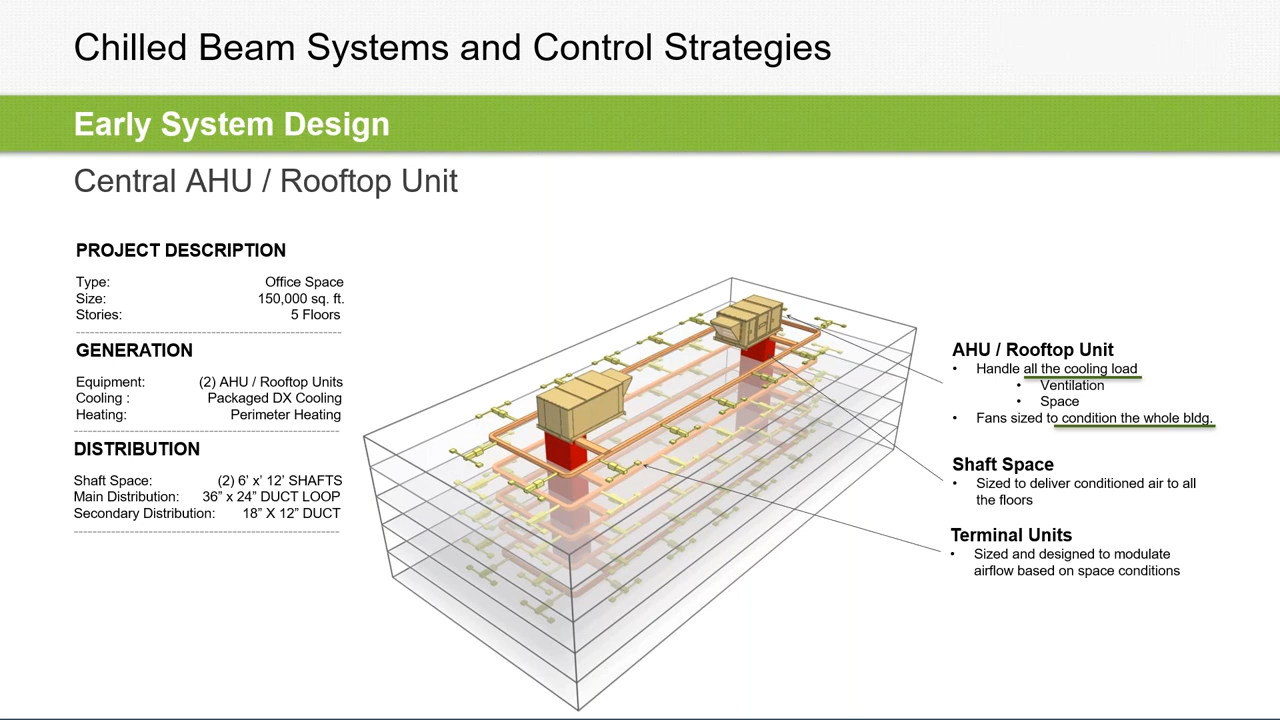 Chilled Beam Systems and Control Strategies
Early System Design
Central AHU / Rooftop Unit
PROJECT DESCRIPTION
Type: Office Space
Size: 150,000 sq. ft.
Stories: 5 Floors
GENERATION
Equipment: (2) AHU / Rooftop Units
Cooling : Packaged DX Cooling
Heating: Perimeter Heating
DISTRIBUTION
Shaft Space: (2) 6’ x’ 12’ SHAFTS
Main Distribution: 36” x 24” DUCT LOOP
Secondary Distribution: 18” X 12” DUCT
AHU / Rooftop Unit
• Handle all the cooling load
• Ventilation
• Space
• Fans sized to condition the whole bldg.
Shaft Space
• Sized to deliver conditioned air to all
the floors
Terminal Units
• Sized and designed to modulate
airflow based on space conditions